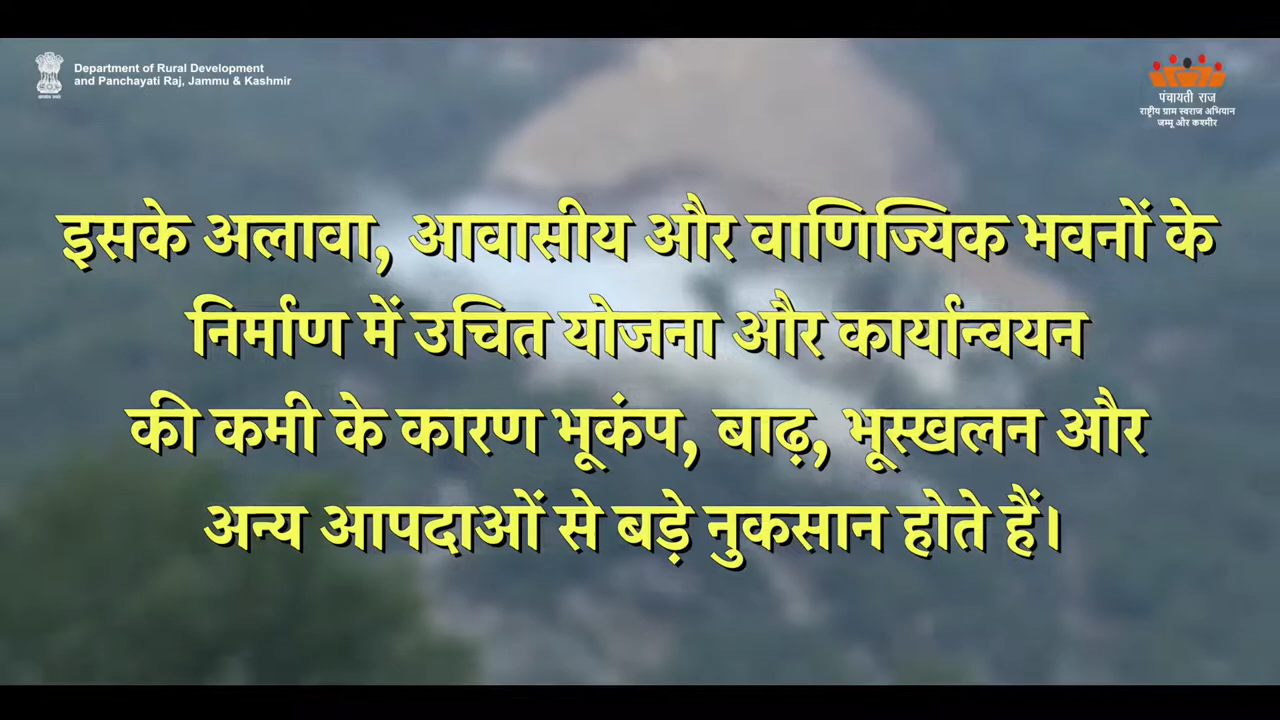 Department of Rural Development
and Panchayati Raj, Jammu & Kashmir
पंचायती राज
राष्ट्रीय ग्राम स्वराज अभियान
जम्मू और कश्मीर
इसके अलावा, आवासीय और वाणिज्यिक भवनों के
निर्माण में उचित योजना और कार्यान्वयन
की कमी के कारण भूकंप, बाढ़, भूस्खलन और
अन्य आपदाओं से बड़े नुकसान होते हैं।